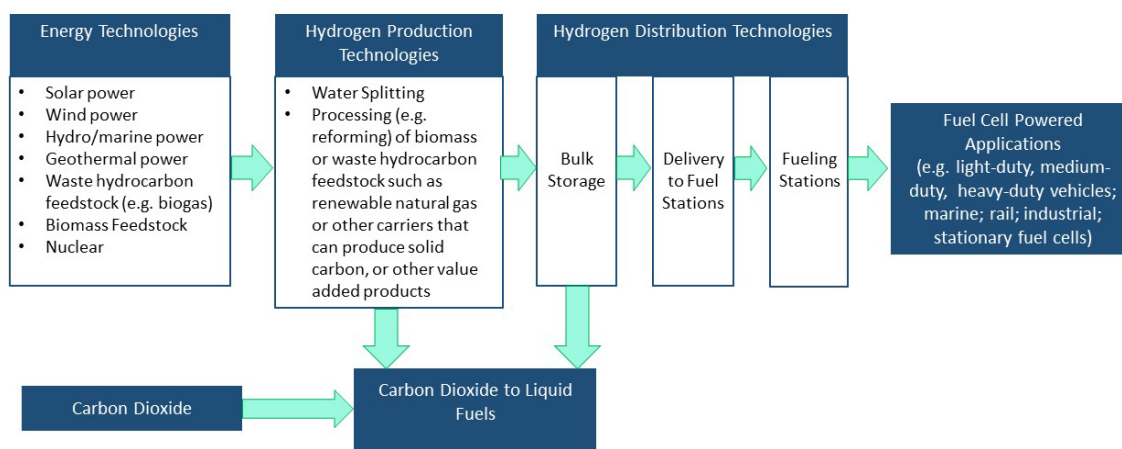 Energy Technologies
• Solar power
• Wind power
• Hydro/marine power
• Geothermal power
• Waste hydrocarbon
feedstock (e.g. biogas)
• Biomass Feedstock
• Nuclear
Hydrogen Production
Technologies
• Water Splitting
• Processing (e.g.
reforming) of biomass
or waste hydrocarbon
feedstock such as
renewable natural gas
or other carriers that
can produce solid
carbon, or other value
added products
Hydrogen Distribution Technologies
Bulk
Storage
Delivery
to Fuel
Stations
Fueling
Stations
Fuel Cell Powered
Applications
(e.g. light-duty, medium-
duty, heavy-duty vehicles;
marine; rail; industrial;
stationary fuel cells)
Carbon Dioxide
Carbon Dioxide to Liquid
Fuels